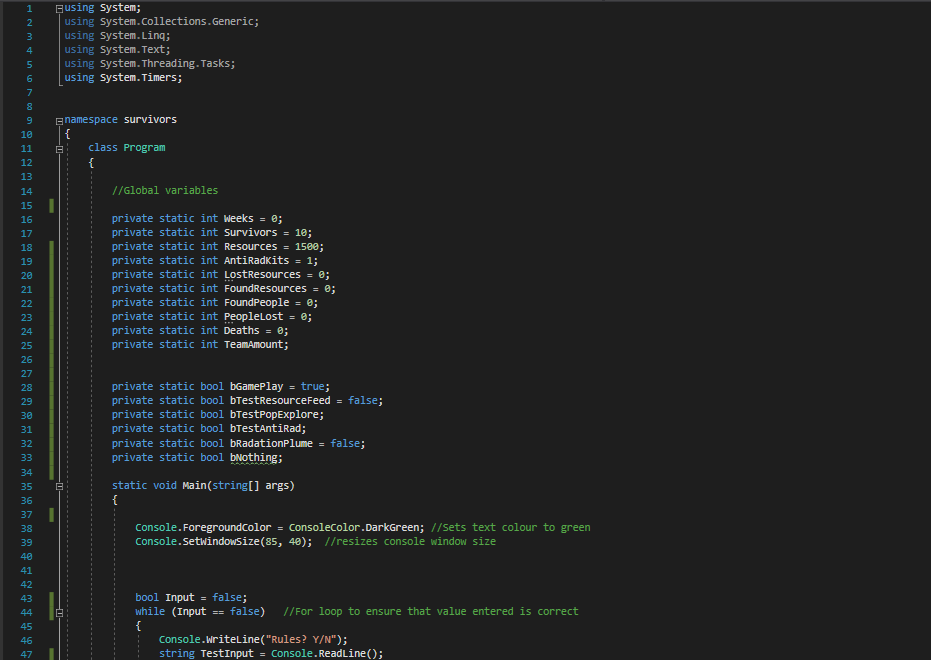 1 using System;
2 using System.Collections.Generic;
3 using System.Linq;
4 using System.Text;
5 using System.Threading.Tasks;
6 using System.Timers;
7
8
9 namespace survivors
10 {
11 class Program
12 {
13
14 //Global variables
15
16 private static int Weeks = 0;
17 private static int Survivors = 10;
18 private static int Resources = 1500;
19 private static int AntiRadKits = 1;
20 private static int LostResources = 0;
21 private static int FoundResources = 0;
22 private static int FoundPeople = 0;
23 private static int PeopleLost = 0;
24 private static int Deaths = 0;
25 private static int TeamAmount;
26
27
28 private static bool bGamePlay = true;
29 private static bool bTestResourceFeed = false;
30 private static bool bTestPopExplore;
31 private static bool bTestAntiRad;
32 private static bool bRadationPlume = false;
33 private static bool bNothing;
34
35 static void Main(string[] args)
36 {
37
38 Console.ForegroundColor = ConsoleColor.DarkGreen; //Sets text colour to green
39 Console.SetWindowSize(85, 40); //resizes console window size
40
41
42
43 bool Input = false;
44 while (Input == false) //For loop to ensure that value entered is correct
45 {
46 Console.WriteLine("Rules? Y/N");
47 string TestInput = Console.ReadLine();